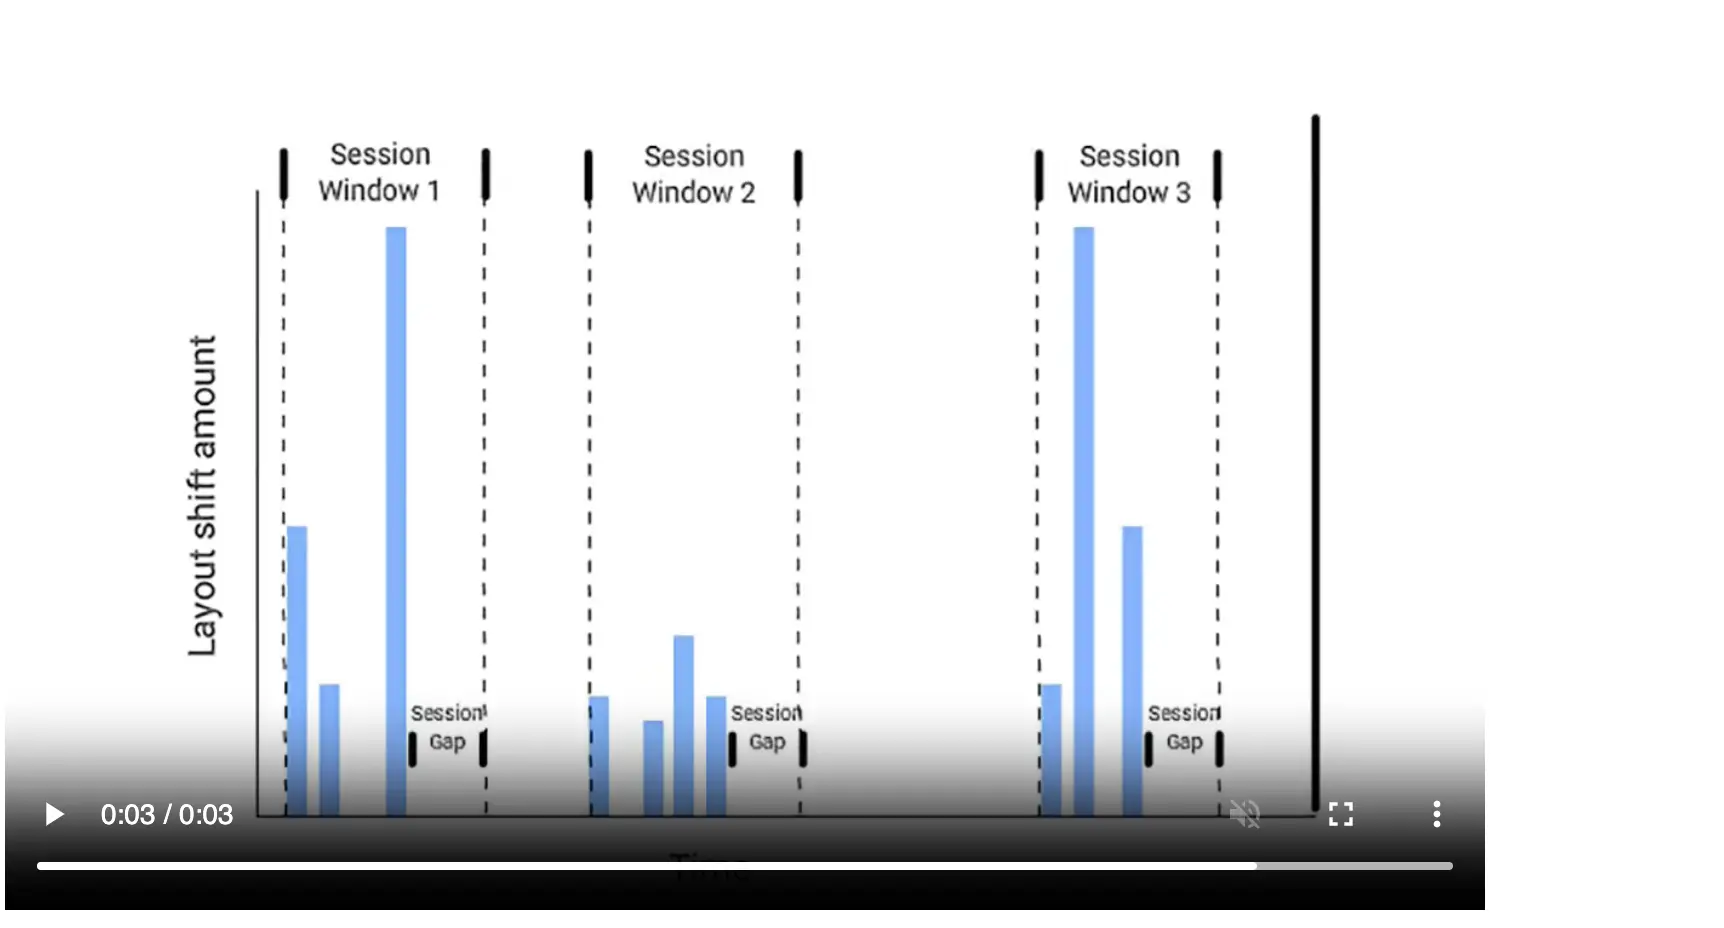 Session
Window 1
Session
Window 2
Session
Window 3
Layout shift amount
Session
Gap
Session
Gap
Session
Gap
0:03 / 0:03
Time